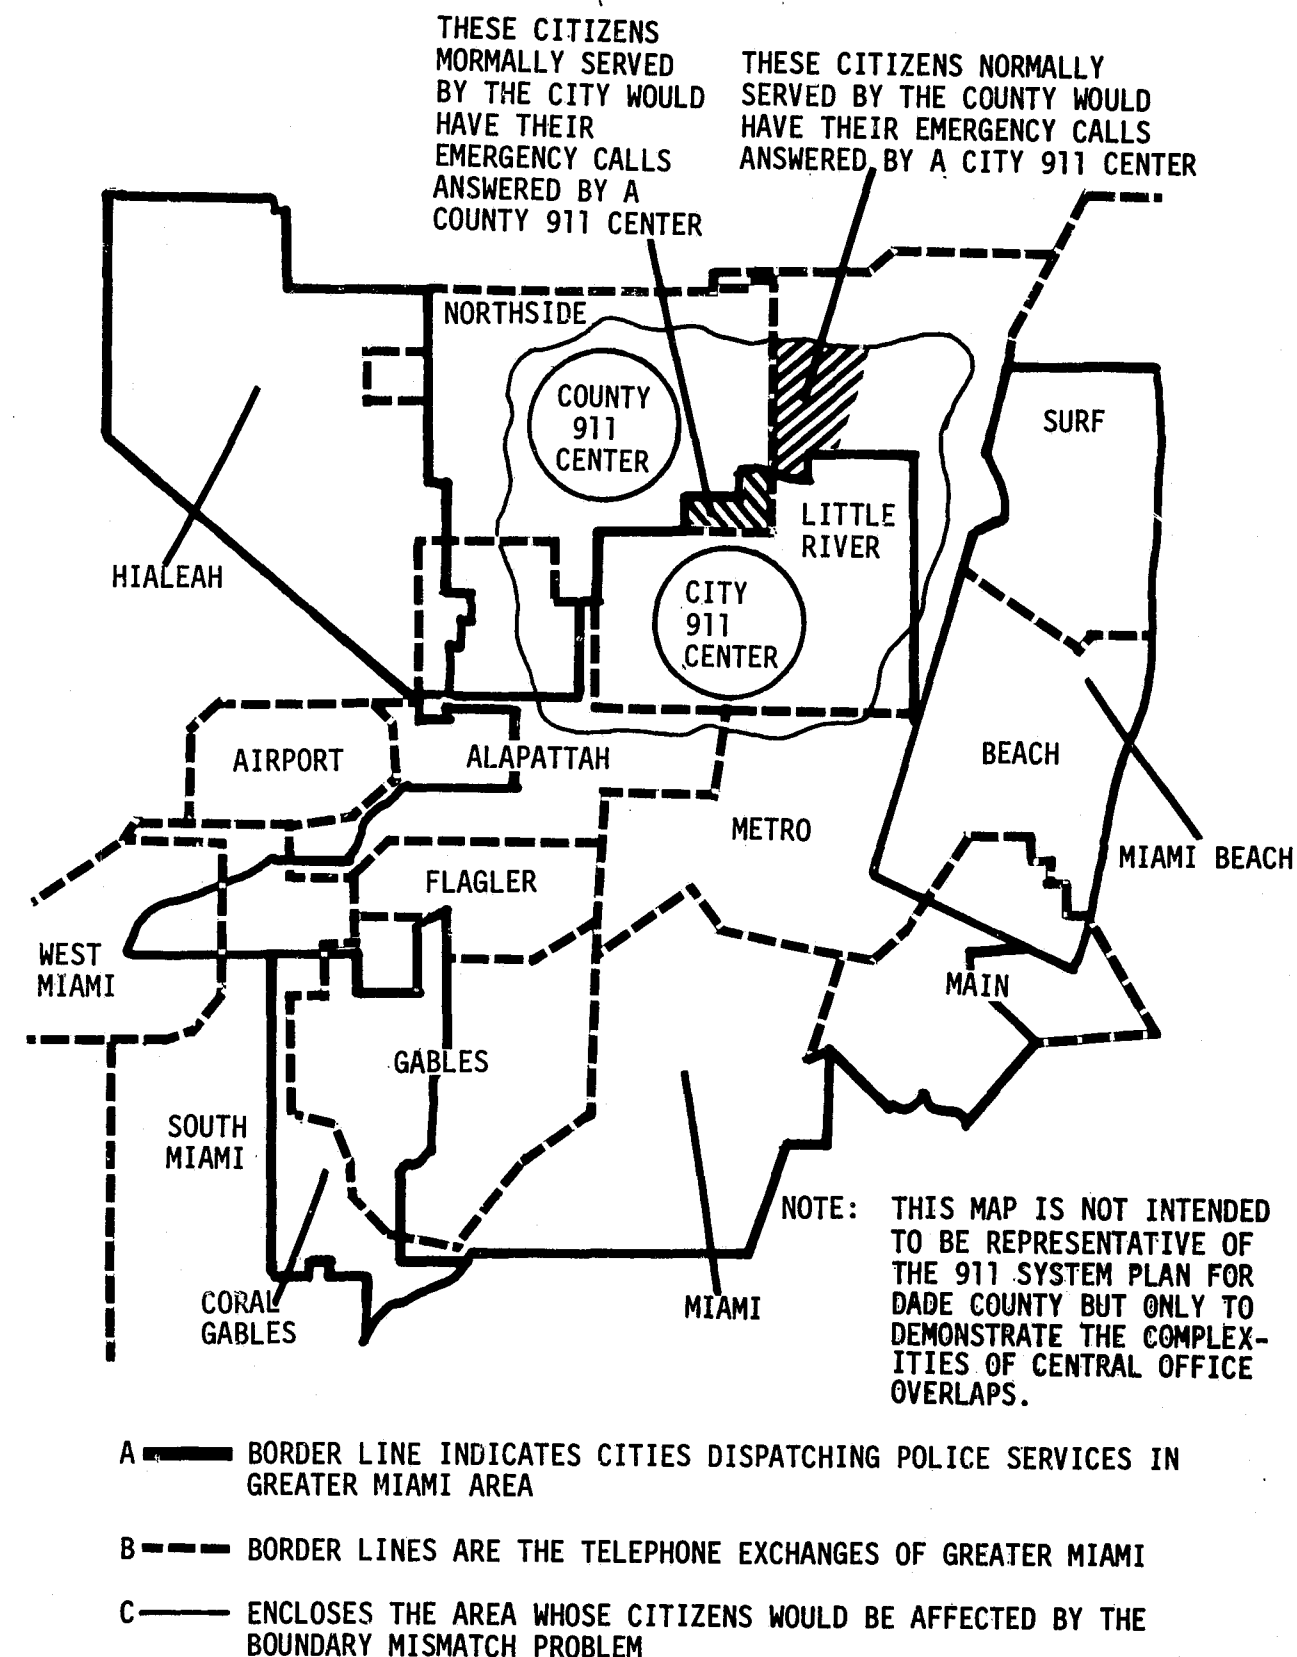 THESE CITIZENS
MORMALLY SERVED
BY THE CITY WOULD
HAVE THEIR
EMERGENCY CALLS
ANSWERED BY A
COUNTY 911 CENTER
THESE CITIZENS NORMALLY
SERVED BY THE COUNTY WOULD
HAVE THEIR EMERGENCY CALLS
ANSWERED BY A CITY 911 CENTER
NORTHSIDE
COUNTY
911
CENTER
SURF
LITTLE
RIVER
HIALEAH
CITY
911
CENTER
AIRPORT
ALAPATTAH
BEACH
METRO
MIAMI BEACH
FLAGLER
WEST
MIAMI
MAIN
GABLES
SOUTH
MIAMI
CORAL
GABLES
MIAMI
NOTE: THIS MAP IS NOT INTENDED
TO BE REPRESENTATIVE OF
THE 911 SYSTEM PLAN FOR
DADE COUNTY BUT ONLY TO
DEMONSTRATE THE COMPLEX-
ITIES OF CENTRAL OFFICE
OVERLAPS.
A BORDER LINE INDICATES CITIES DISPATCHING POLICE SERVICES IN
GREATER MIAMI AREA
B BORDER LINES ARE THE TELEPHONE EXCHANGES OF GREATER MIAMI
C ENCLOSES THE AREA WHOSE CITIZENS WOULD BE AFFECTED BY THE
BOUNDARY MISMATCH PROBLEM